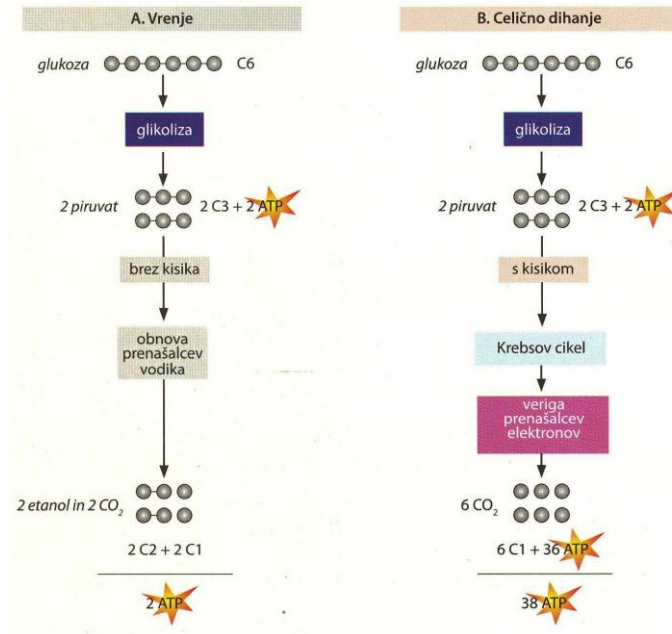 A. Vrenje
glukoza C6
glikoliza
2 piruvat 2 C3 + 2 ATP
brez kisika
obnova
prenašalcev
vodika
2 etanol in 2 CO₂
2 C2 + 2 C1
2 ATP
B. Celično dihanje
glukoza C6
glikoliza
2 piruvat 2 C3 + 2 ATP
s kisikom
Krebsov cikel
veriga
prenašalcev
elektronov
6 CO₂
6 C1 + 36 ATP
38 ATP